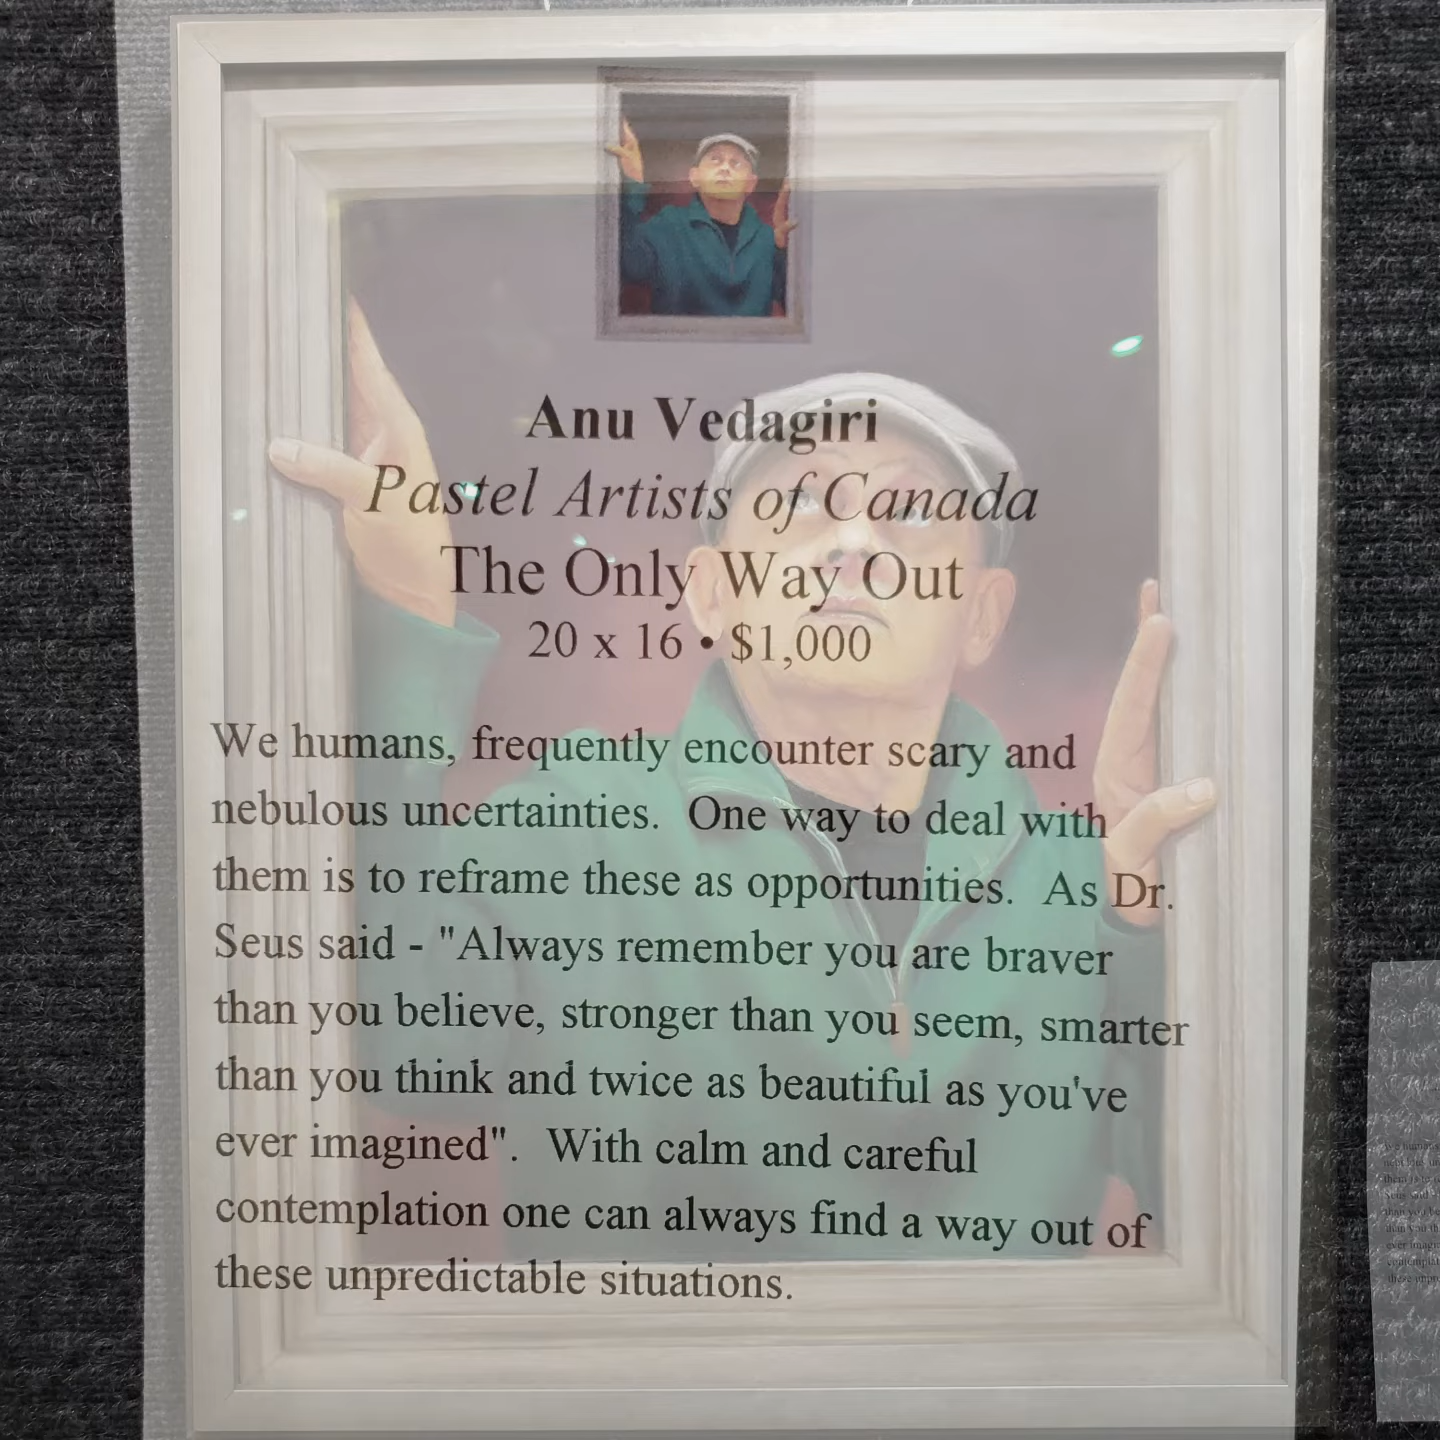 Anu Vedagiri
Pastel Artists of Canada
The Only Way Out
20 x 16 • $1,000
We humans, frequently encounter scary and
nebulous uncertainties.  One way to deal with
them is to reframe these as opportunities.  As Dr.
Seus said - "Always remember you are braver
than you believe, stronger than you seem, smarter
than you think and twice as beautiful as you've
ever imagined".  With calm and careful
contemplation one can always find a way out of
these unpredictable situations.